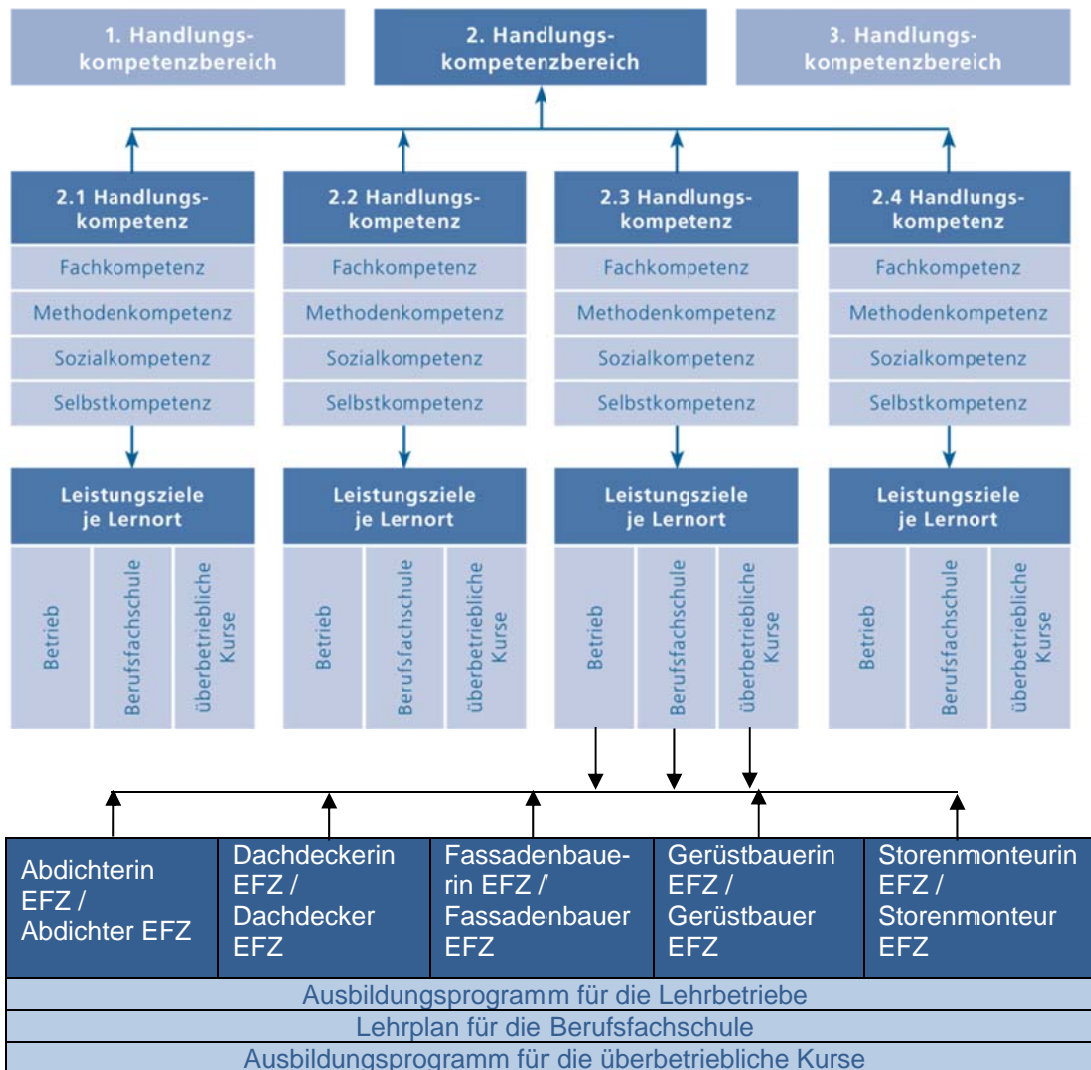 1. Handlungs-
kompetenzbereich
2. Handlungs-
kompetenzbereich
3. Handlungs-
kompetenzbereich
2.1 Handlungs-
kompetenz
Fachkompetenz
Methodenkompetenz
Sozialkompetenz
Selbstkompetenz
Leistungsziele
je Lernort
Betrieb
Berufsfachschule
überbetriebliche
Kurse
2.2 Handlungs-
kompetenz
Fachkompetenz
Methodenkompetenz
Sozialkompetenz
Selbstkompetenz
Leistungsziele
je Lernort
Betrieb
Berufsfachschule
überbetriebliche
Kurse
2.3 Handlungs-
kompetenz
Fachkompetenz
Methodenkompetenz
Sozialkompetenz
Selbstkompetenz
Leistungsziele
je Lernort
Betrieb
Berufsfachschule
überbetriebliche
Kurse
2.4 Handlungs-
kompetenz
Fachkompetenz
Methodenkompetenz
Sozialkompetenz
Selbstkompetenz
Leistungsziele
je Lernort
Betrieb
Berufsfachschule
überbetriebliche
Kurse
Abdichterin
EFZ /
Abdichter EFZ
Dachdeckerin
EFZ /
Dachdecker
EFZ
Fassadenbaue-
rin EFZ /
Fassadenbauer
EFZ
Gerüstbauerin
EFZ /
Gerüstbauer
EFZ
Storenmonteurin
EFZ /
Storenmonteur
EFZ
Ausbildungsprogramm für die Lehrbetriebe
Lehrplan für die Berufsfachschule
Ausbildungsprogramm für die überbetriebliche Kurse